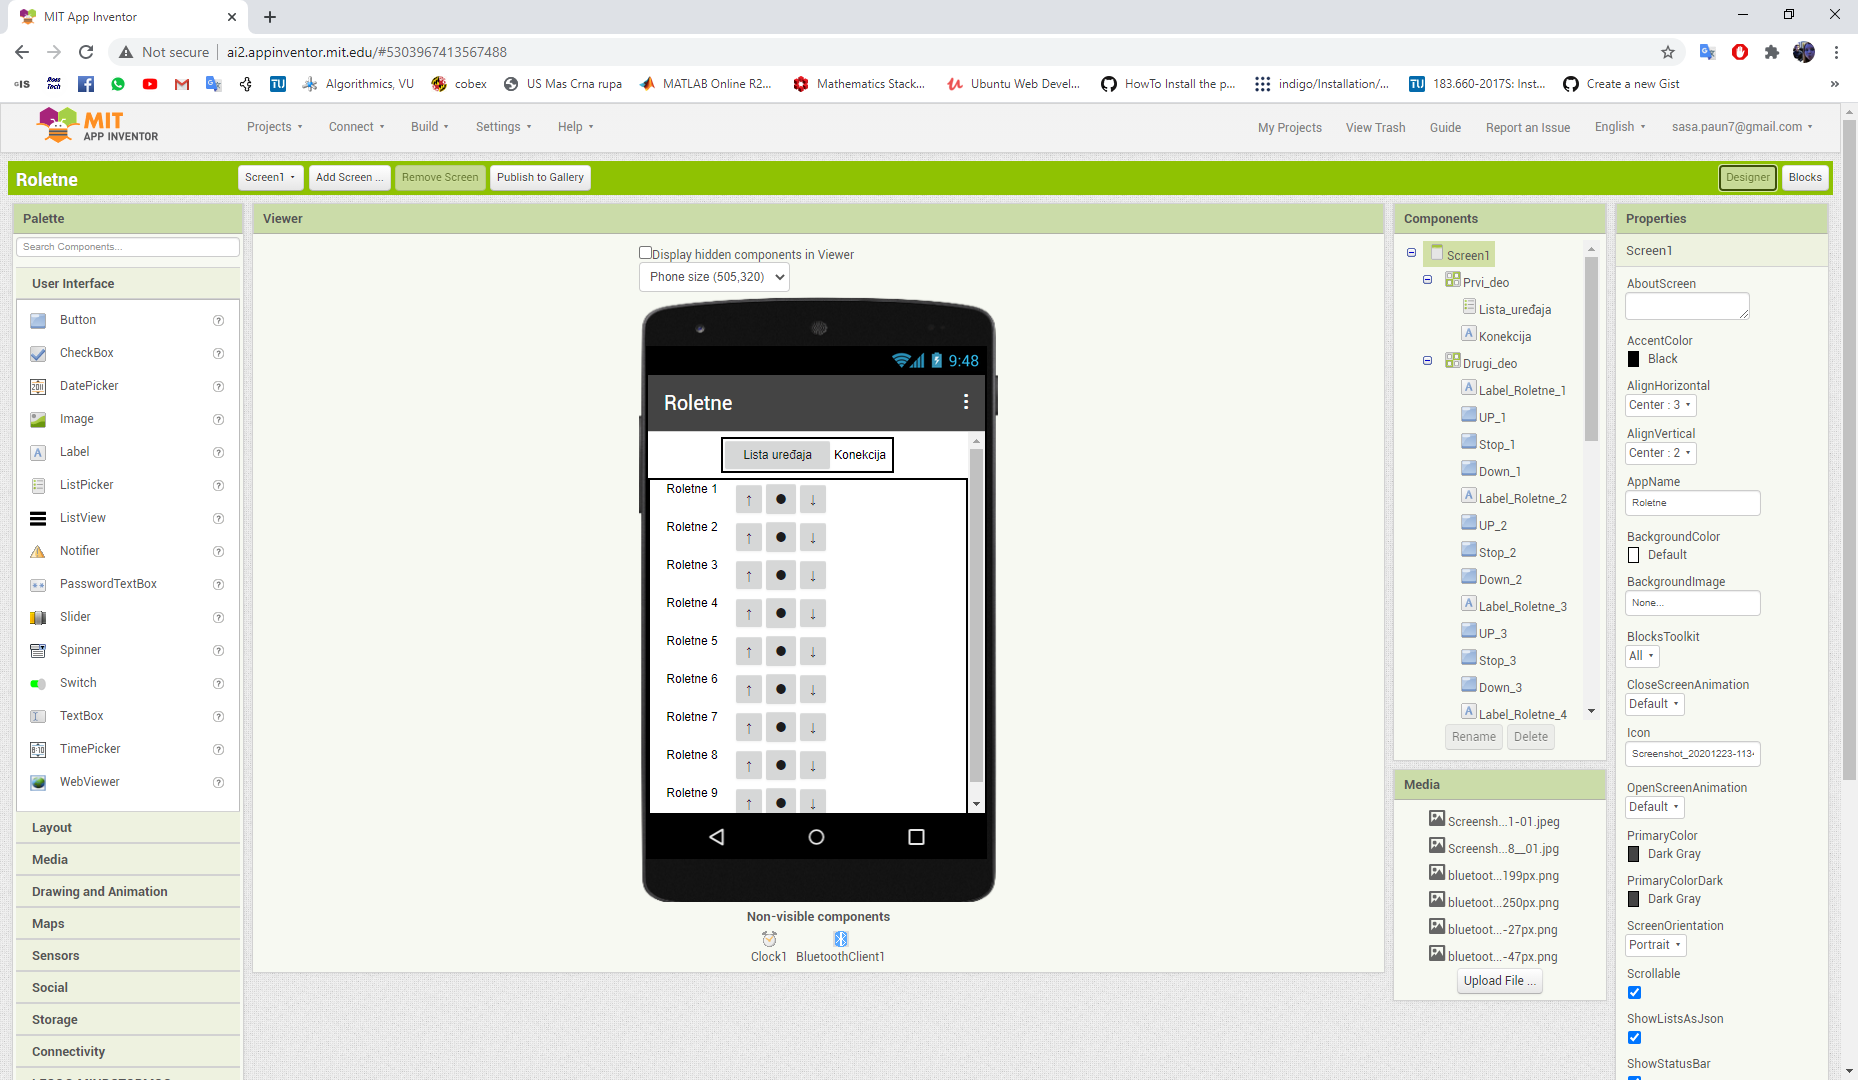 MIT App Inventor
Not secure
ai2.appinventor.mit.edu/#5303967413567488
GIS
Ross Tech
TU
Algorithmics, VU
cobex
US Mas Crna rupa
MATLAB Online R2...
Mathematics Stack...
Ubuntu Web Devel...
HowTo Install the p...
indigo/Installation/...
TU
183.660-2017S: Inst...
Create a new Gist
»
MIT
APP INVENTOR
Projects
Connect
Build
Settings
Help
My Projects
View Trash
Guide
Report an Issue
English
sasa.paun7@gmail.com
Roletne
Screen1
Add Screen ...
Remove Screen
Publish to Gallery
Designer
Blocks
Palette
Search Components...
User Interface
Button
CheckBox
DatePicker
Image
Label
ListPicker
ListView
Notifier
PasswordTextBox
Slider
Spinner
Switch
TextBox
TimePicker
WebViewer
Layout
Media
Drawing and Animation
Maps
Sensors
Social
Storage
Connectivity
Viewer
Display hidden components in Viewer
Phone size (505,320)
9:48
Roletne
Lista uređaja
Konekcija
Roletne 1 ↑ ● ↓
Roletne 2 ↑ ● ↓
Roletne 3 ↑ ● ↓
Roletne 4 ↑ ● ↓
Roletne 5 ↑ ● ↓
Roletne 6 ↑ ● ↓
Roletne 7 ↑ ● ↓
Roletne 8 ↑ ● ↓
Roletne 9 ↑ ● ↓
Non-visible components
Clock1
BluetoothClient1
Components
Screen1
Prvi_deo
Lista_uređaja
Konekcija
Drugi_deo
Label_Roletne_1
UP_1
Stop_1
Down_1
Label_Roletne_2
UP_2
Stop_2
Down_2
Label_Roletne_3
UP_3
Stop_3
Down_3
Label_Roletne_4
Rename
Delete
Media
Screensh...1-01.jpeg
Screensh...8__01.jpg
bluetoot...199px.png
bluetoot...250px.png
bluetoot...-27px.png
bluetoot...-47px.png
Upload File ...
Properties
Screen1
AboutScreen
AccentColor
Black
AlignHorizontal
Center : 3
AlignVertical
Center : 2
AppName
Roletne
BackgroundColor
Default
BackgroundImage
None...
BlocksToolkit
All
CloseScreenAnimation
Default
Icon
Screenshot_20201223-113
OpenScreenAnimation
Default
PrimaryColor
Dark Gray
PrimaryColorDark
Dark Gray
ScreenOrientation
Portrait
Scrollable
ShowListsAsJson
ShowStatusBar